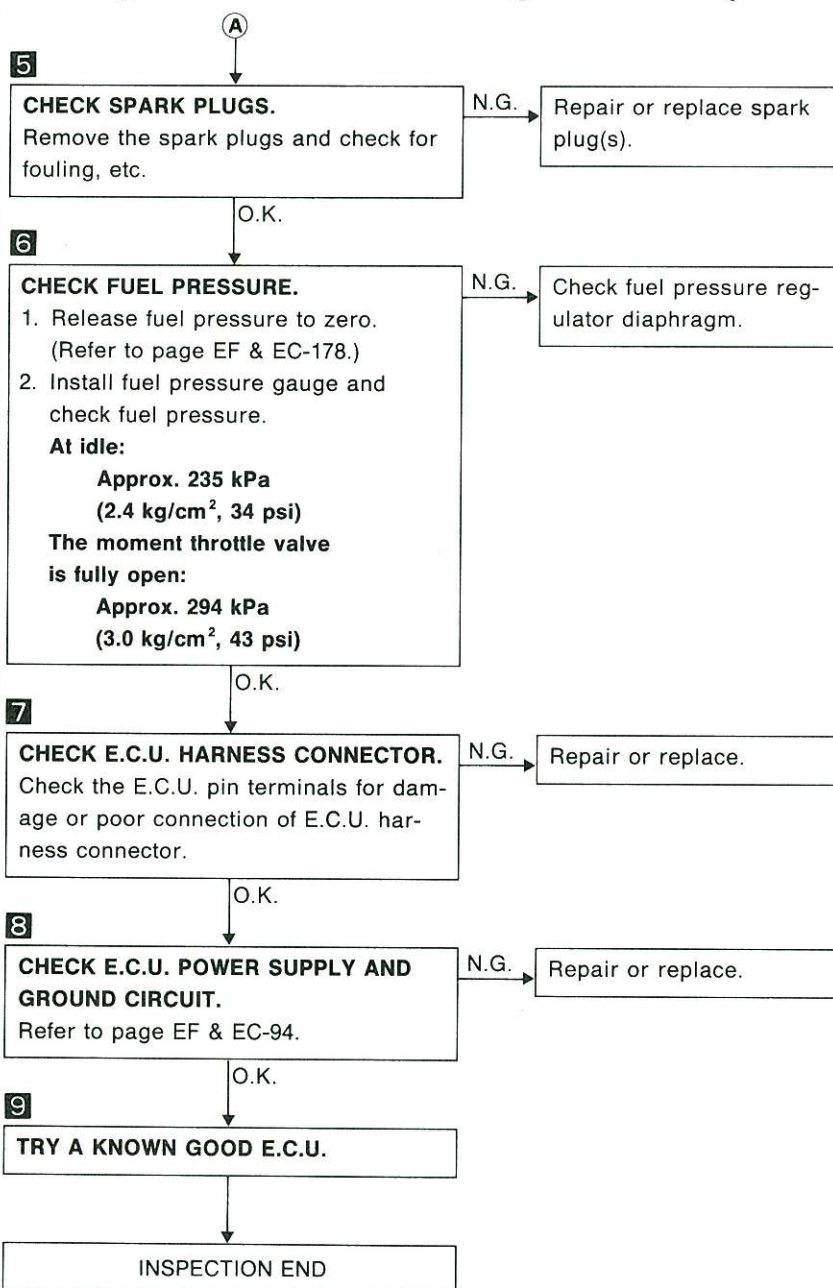 A
5
CHECK SPARK PLUGS.
Remove the spark plugs and check for
fouling, etc.
N.G.
Repair or replace spark
plug(s).
O.K.
6
CHECK FUEL PRESSURE.
1. Release fuel pressure to zero.
(Refer to page EF & EC-178.)
2. Install fuel pressure gauge and
check fuel pressure.
At idle:
Approx. 235 kPa
(2.4 kg/cm², 34 psi)
The moment throttle valve
is fully open:
Approx. 294 kPa
(3.0 kg/cm², 43 psi)
N.G.
Check fuel pressure reg-
ulator diaphragm.
O.K.
7
CHECK E.C.U. HARNESS CONNECTOR.
Check the E.C.U. pin terminals for dam-
age or poor connection of E.C.U. har-
ness connector.
N.G.
Repair or replace.
O.K.
8
CHECK E.C.U. POWER SUPPLY AND
GROUND CIRCUIT.
Refer to page EF & EC-94.
N.G.
Repair or replace.
O.K.
9
TRY A KNOWN GOOD E.C.U.
INSPECTION END